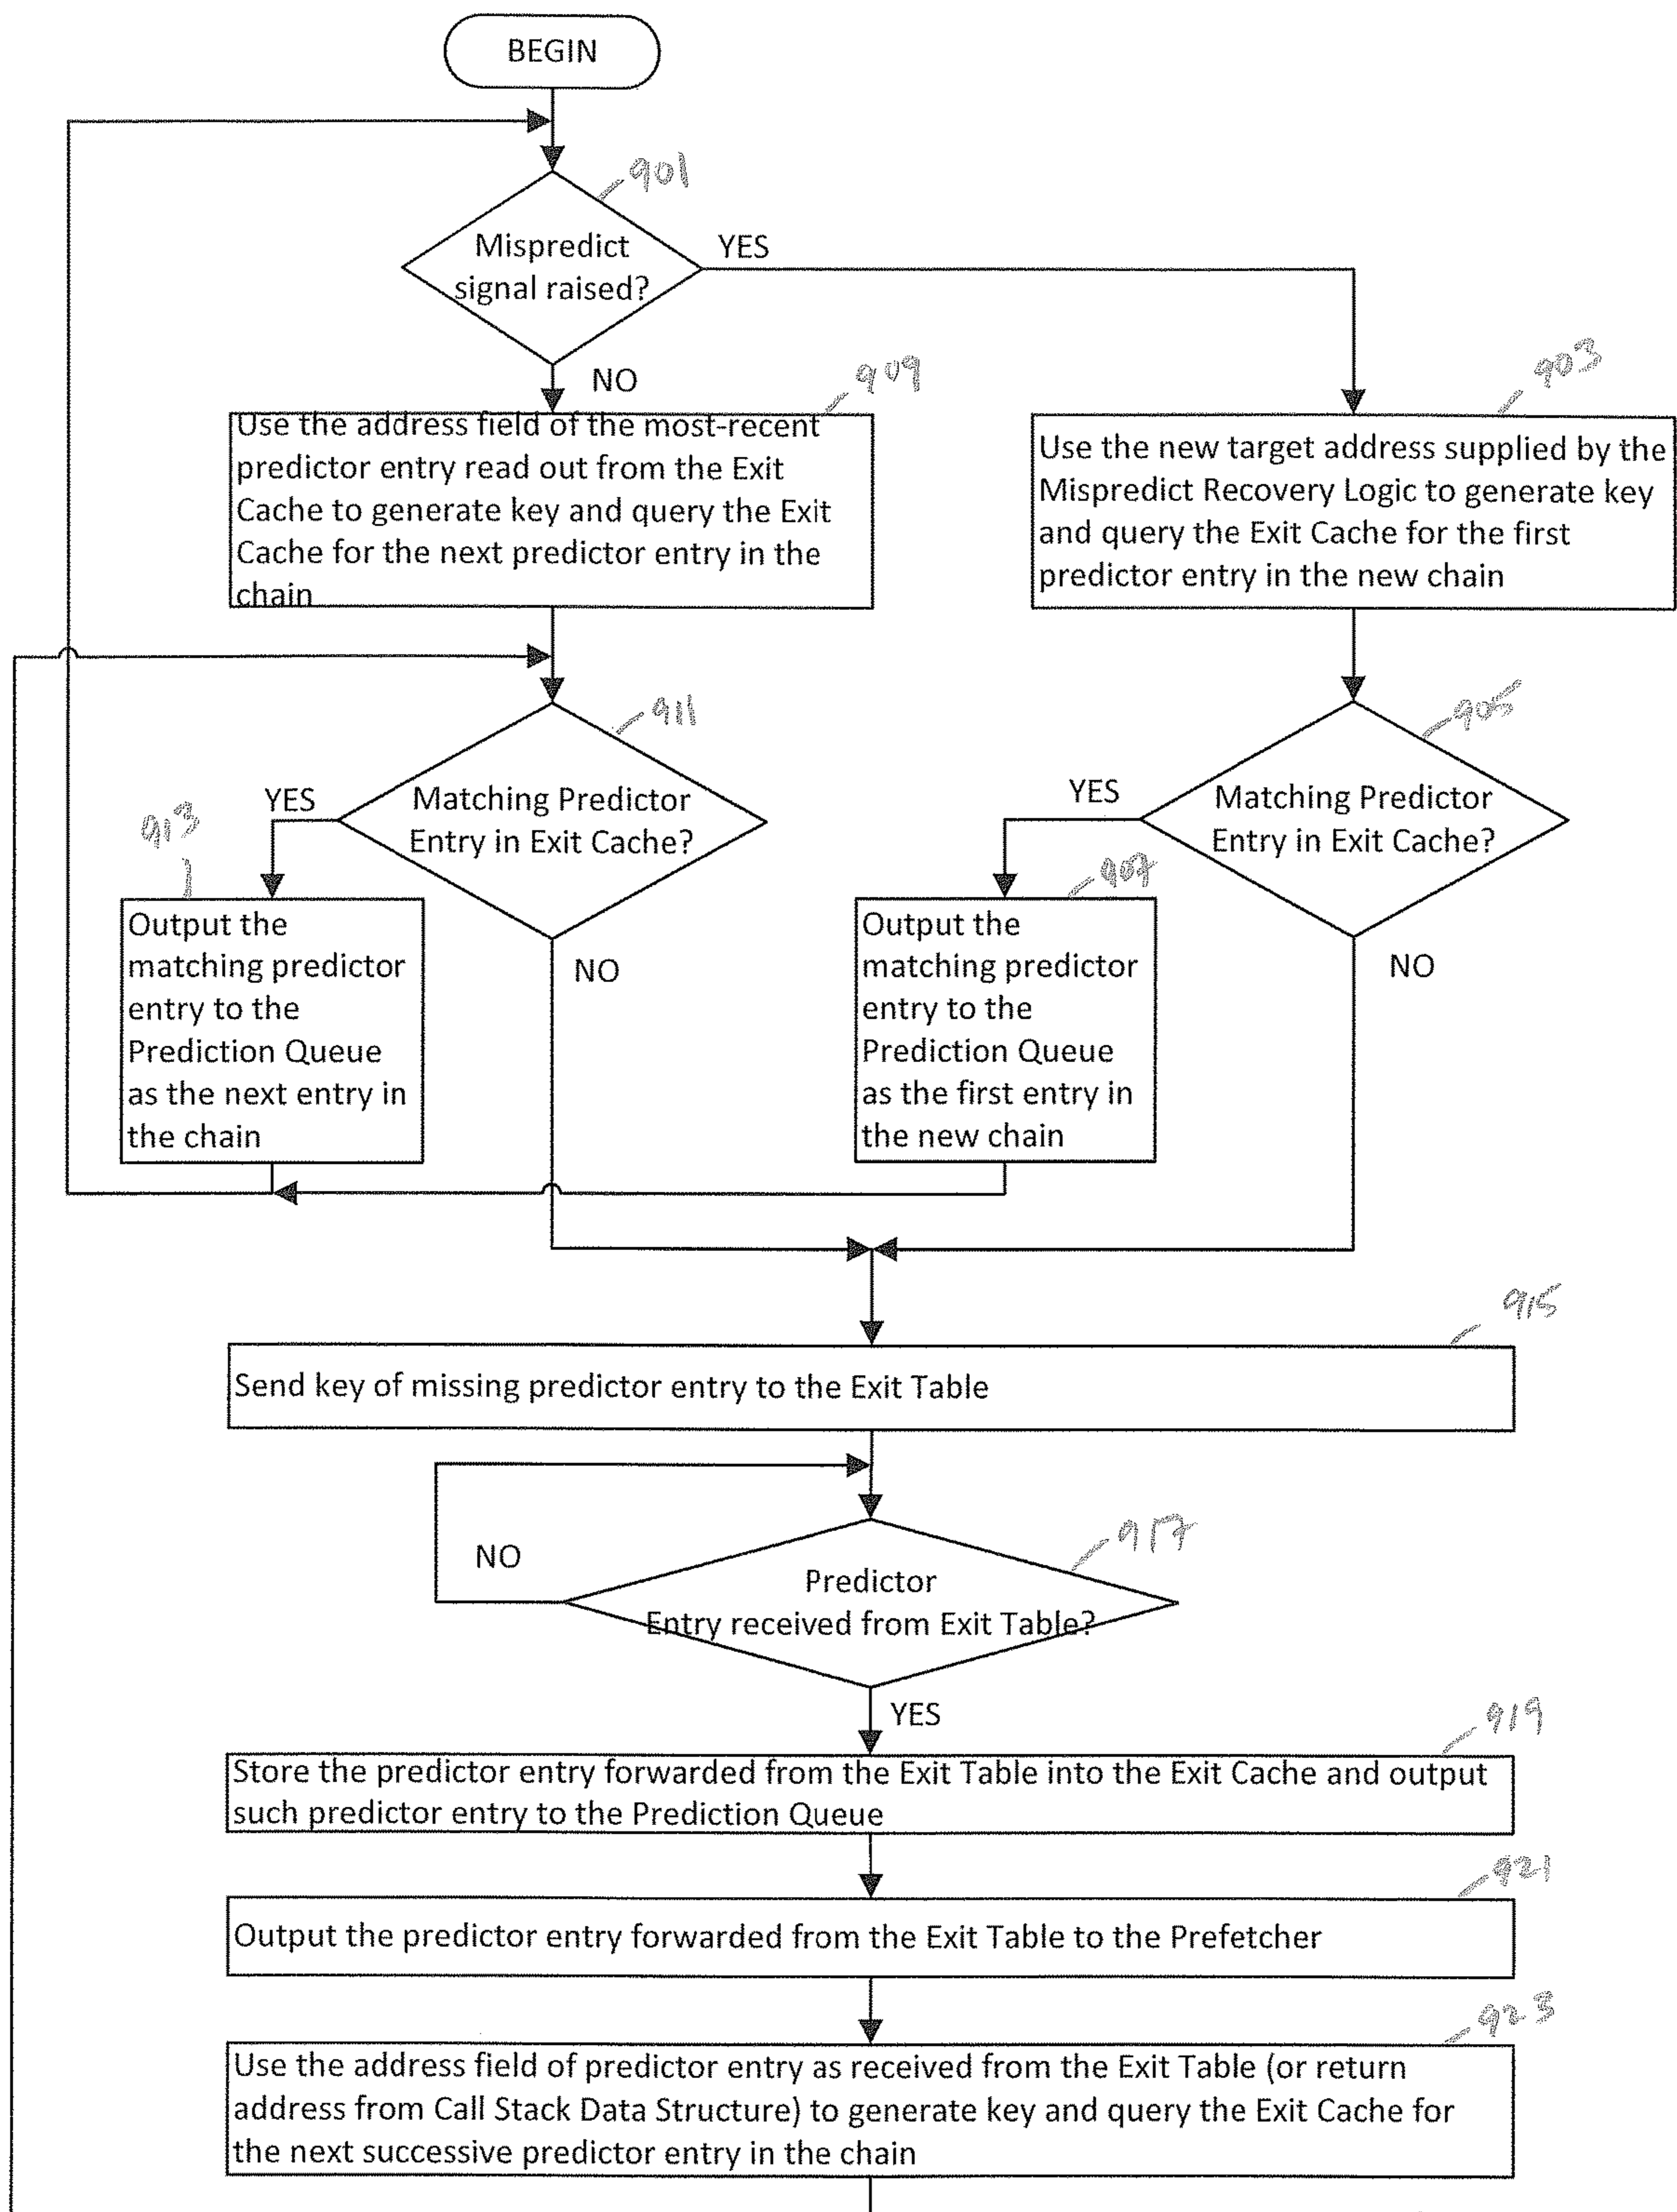 BEGIN
901
Mispredict
signal raised?
YES
NO
909
903
Use the address field of the most-recent
predictor entry read out from the Exit
Cache to generate key and query the Exit
Cache for the next predictor entry in the
chain
Use the new target address supplied by the
Mispredict Recovery Logic to generate key
and query the Exit Cache for the first
predictor entry in the new chain
911
905
Matching Predictor
Entry in Exit Cache?
YES
NO
Matching Predictor
Entry in Exit Cache?
YES
NO
913
Output the
matching predictor
entry to the
Prediction Queue
as the next entry in
the chain
907
Output the
matching predictor
entry to the
Prediction Queue
as the first entry in
the new chain
915
Send key of missing predictor entry to the Exit Table
917
NO
Predictor
Entry received from Exit Table?
YES
919
Store the predictor entry forwarded from the Exit Table into the Exit Cache and output
such predictor entry to the Prediction Queue
921
Output the predictor entry forwarded from the Exit Table to the Prefetcher
923
Use the address field of predictor entry as received from the Exit Table (or return
address from Call Stack Data Structure) to generate key and query the Exit Cache for
the next successive predictor entry in the chain